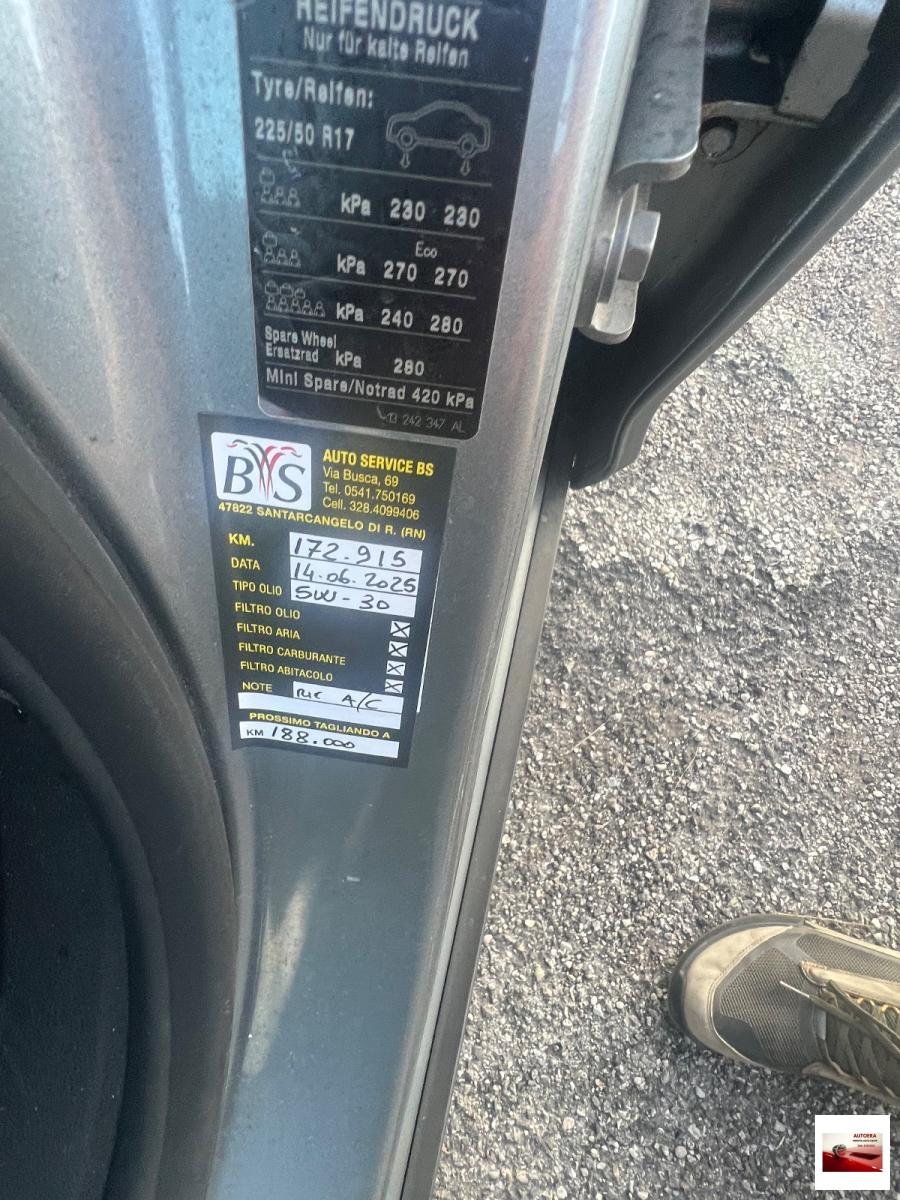 REIFENDRUCK
Nur für kalte Reifen
Tyre/Reifen:
225/50 R17
kPa 230 230
Eco
kPa 270 270
kPa 240 280
Spare Wheel
Ersatzrad kPa 280
Mini Spare/Notrad 420 kPa
13 242 347 AL
BS
AUTO SERVICE BS
Via Busca, 69
Tel. 0541.750169
Cell. 328.4099406
47822 SANTARCANGELO DI R. (RN)
KM. 172.915
DATA 14.06.2025
TIPO OLIO 5W-30
FILTRO OLIO
FILTRO ARIA
FILTRO CARBURANTE
FILTRO ABITACOLO
NOTE RIC A/C
PROSSIMO TAGLIANDO A
KM 188.000
AUTOERA